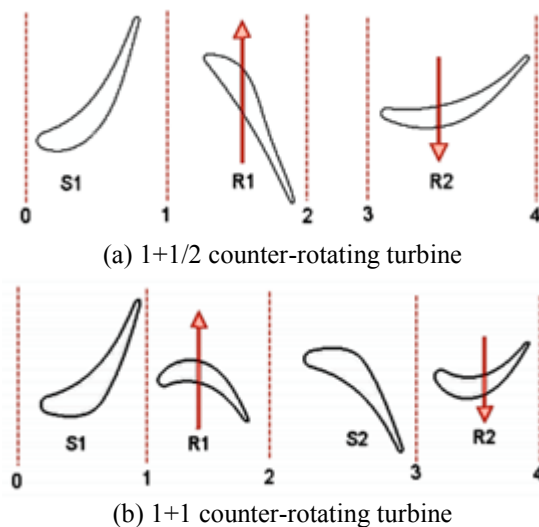 S1
R1
R2
0
1
2
3
4
(a) 1+1/2 counter-rotating turbine
S1
R1
S2
R2
0
1
2
3
4
(b) 1+1 counter-rotating turbine